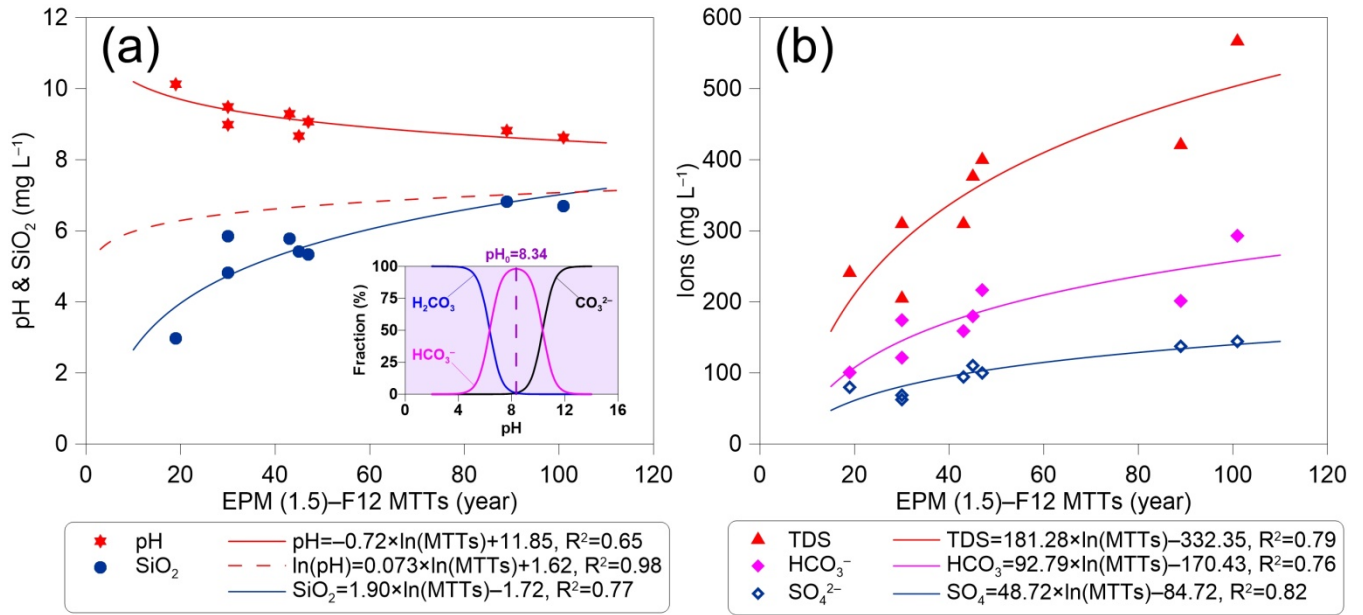 (a)
12
10
8
6
4
2
0
pH & SiO₂ (mg L⁻¹)
0 20 40 60 80 100 120
EPM (1.5)–F12 MTTs (year)
pH₀=8.34
100
75
50
25
0
Fraction (%)
H₂CO₃
HCO₃⁻
CO₃²⁻
0 4 8 12 16
pH
pH pH=–0.72×ln(MTTs)+11.85, R²=0.65
SiO₂ ln(pH)=0.073×ln(MTTs)+1.62, R²=0.98
SiO₂=1.90×ln(MTTs)–1.72, R²=0.77
(b)
600
500
400
300
200
100
0
Ions (mg L⁻¹)
0 20 40 60 80 100 120
EPM (1.5)–F12 MTTs (year)
TDS TDS=181.28×ln(MTTs)–332.35, R²=0.79
HCO₃⁻ HCO₃=92.79×ln(MTTs)–170.43, R²=0.76
SO₄²⁻ SO₄=48.72×ln(MTTs)–84.72, R²=0.82